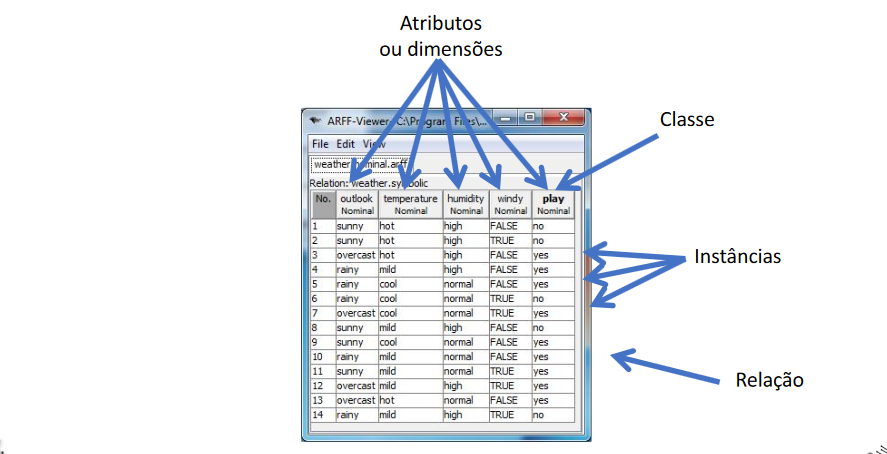 Atributos
ou dimensões
Classe
ARFF-Viewer - C:\Program Files\...
File Edit View
weather.nominal.arff
Relation: weather.symbolic
No. outlook temperature humidity windy play
Nominal Nominal Nominal Nominal Nominal
1 sunny hot high FALSE no
2 sunny hot high TRUE no
3 overcast hot high FALSE yes
4 rainy mild high FALSE yes
5 rainy cool normal FALSE yes
6 rainy cool normal TRUE no
7 overcast cool normal TRUE yes
8 sunny mild high FALSE no
9 sunny cool normal FALSE yes
10 rainy mild normal FALSE yes
11 sunny mild normal TRUE yes
12 overcast mild high TRUE yes
13 overcast hot normal FALSE yes
14 rainy mild high TRUE no
Instâncias
Relação